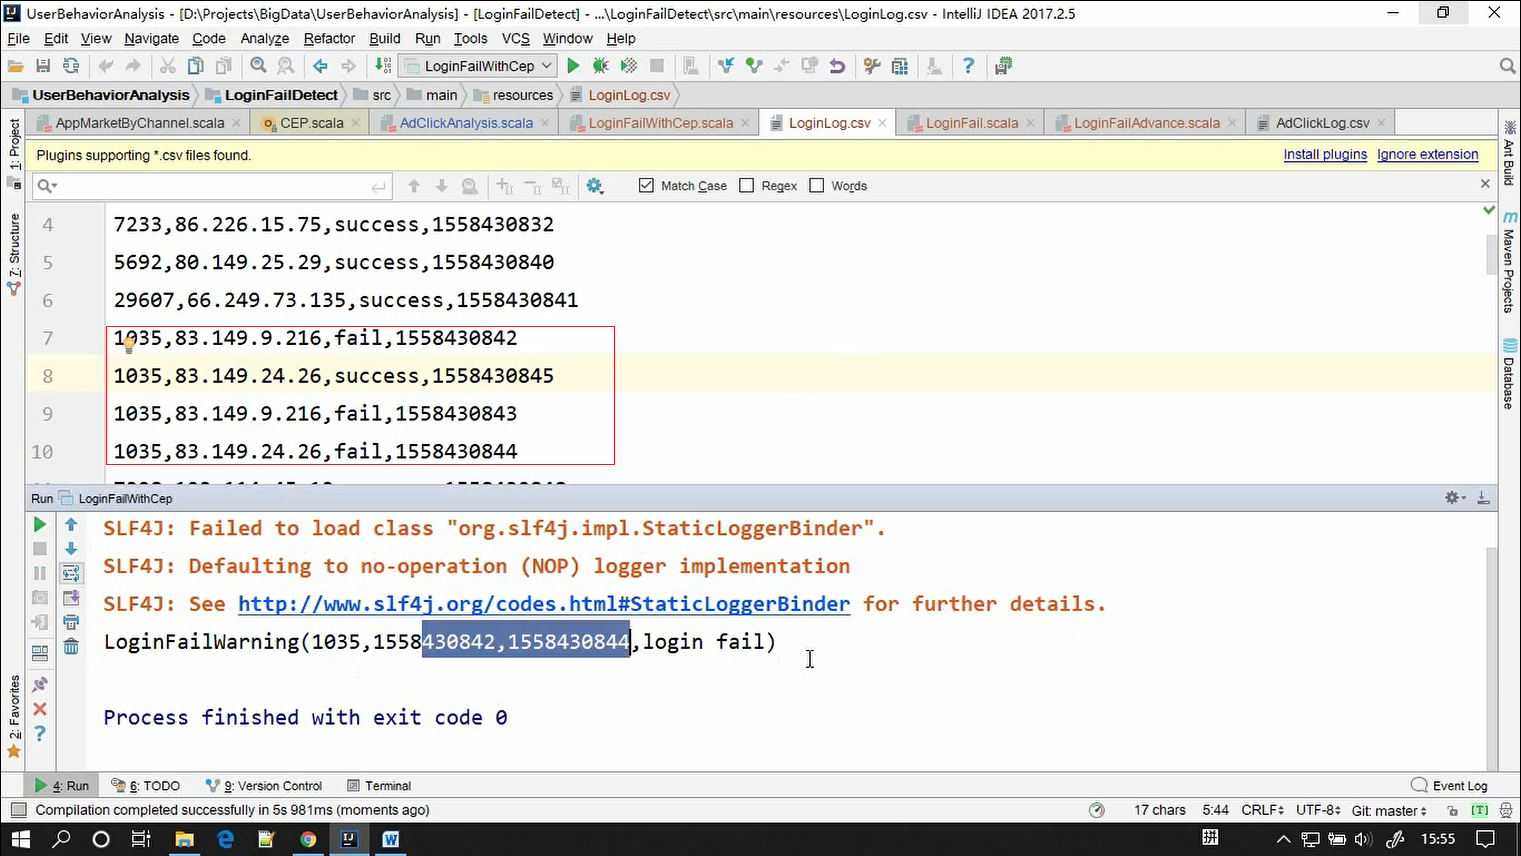 UserBehaviorAnalysis - [D:\Projects\BigData\UserBehaviorAnalysis] - [LoginFailDetect] - ...\LoginFailDetect\src\main\resources\LoginLog.csv - IntelliJ IDEA 2017.2.5
File Edit View Navigate Code Analyze Refactor Build Run Tools VCS Window Help
LoginFailWithCep
UserBehaviorAnalysis LoginFailDetect src main resources LoginLog.csv
AppMarketByChannel.scala CEP.scala AdClickAnalysis.scala LoginFailWithCep.scala LoginLog.csv LoginFail.scala LoginFailAdvance.scala AdClickLog.csv
Plugins supporting *.csv files found. Install plugins Ignore extension
Match Case Regex Words
4 7233,86.226.15.75,success,1558430832
5 5692,80.149.25.29,success,1558430840
6 29607,66.249.73.135,success,1558430841
7 1035,83.149.9.216,fail,1558430842
8 1035,83.149.24.26,success,1558430845
9 1035,83.149.9.216,fail,1558430843
10 1035,83.149.24.26,fail,1558430844
Run LoginFailWithCep
SLF4J: Failed to load class "org.slf4j.impl.StaticLoggerBinder".
SLF4J: Defaulting to no-operation (NOP) logger implementation
SLF4J: See http://www.slf4j.org/codes.html#StaticLoggerBinder for further details.
LoginFailWarning(1035,1558430842,1558430844,login fail)
Process finished with exit code 0
4: Run 6: TODO 9: Version Control Terminal Event Log
Compilation completed successfully in 5s 981ms (moments ago) 17 chars 5:44 CRLF UTF-8 Git: master [T]
拼 15:55
1: Project
7: Structure
2: Favorites
Ant Build
Maven Projects
Database